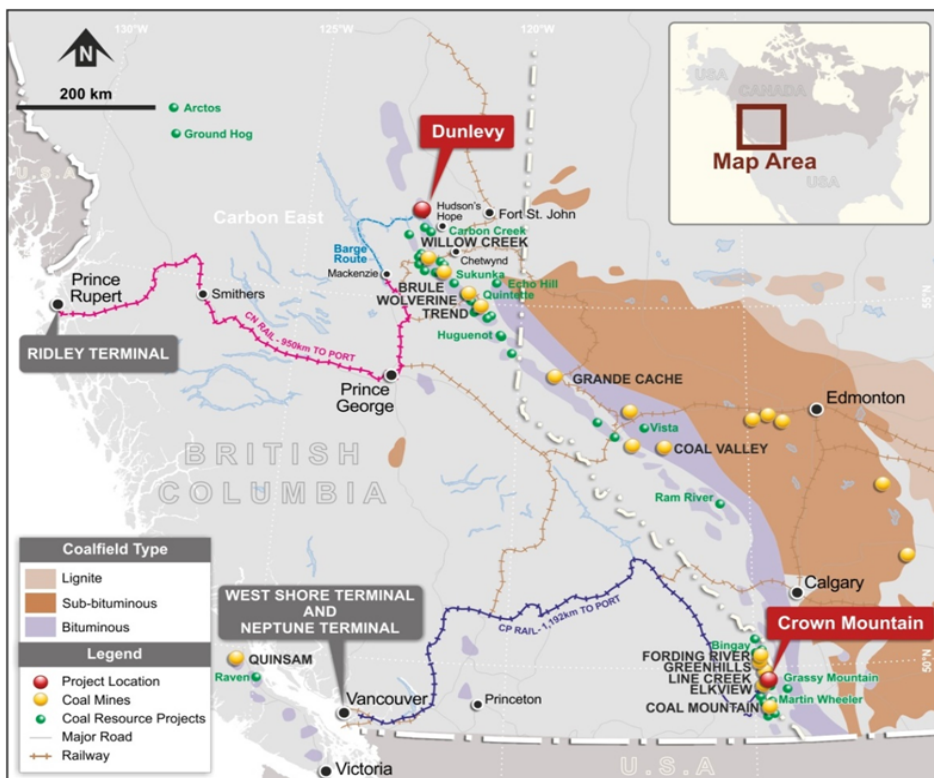 130°W
125°W
120°W
N
200 km
Arctos
Ground Hog
U.S.A
Dunlevy
USA
CANADA
USA
Map Area
Carbon East
Hudson's
Hope
Fort St. John
Carbon Creek
WILLOW CREEK
Chetwynd
Barge
Route
Mackenzie
Sukunka
Echo Hill
BRULE
WOLVERINE
Quintette
TREND
Huguenot
55°N
Prince
Rupert
Smithers
RIDLEY TERMINAL
CN RAIL - 950km TO PORT
Prince
George
GRANDE CACHE
Edmonton
Vista
COAL VALLEY
BRITISH
COLUMBIA
Ram River
Coalfield Type
Lignite
Sub-bituminous
Bituminous
Legend
Project Location
Coal Mines
Coal Resource Projects
Major Road
Railway
WEST SHORE TERMINAL
AND
NEPTUNE TERMINAL
CP RAIL - 1,192km TO PORT
Calgary
Crown Mountain
QUINSAM
Raven
Bingay
FORDING RIVER
GREENHILLS
LINE CREEK
ELKVIEW
COAL MOUNTAIN
50°N
Grassy Mountain
Martin Wheeler
Vancouver
Princeton
Victoria
U.S.A